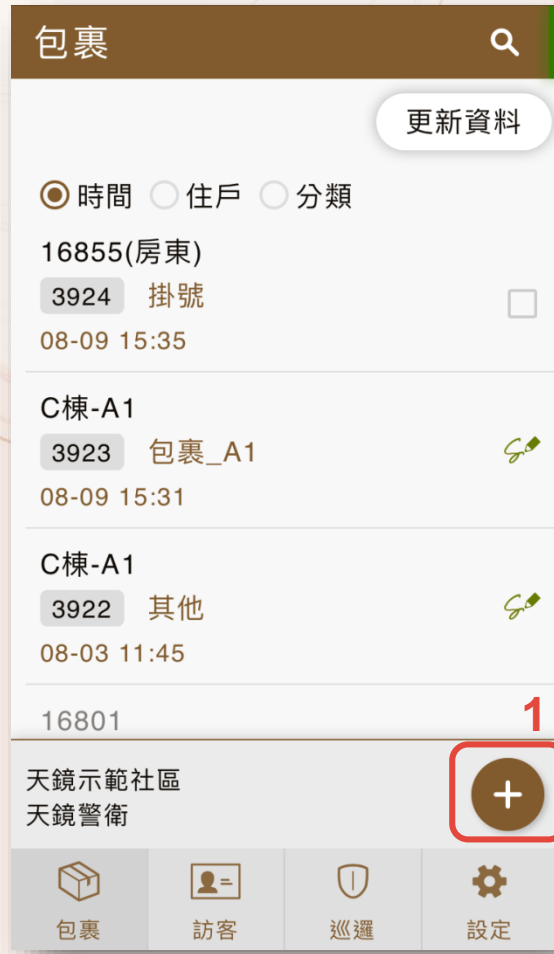 包裹
更新資料
時間 住戶 分類
16855(房東)
3924 掛號
08-09 15:35
C棟-A1
3923 包裹_A1
08-09 15:31
C棟-A1
3922 其他
08-03 11:45
16801
1
天鏡示範社區
天鏡警衛
包裹 訪客 巡邏 設定